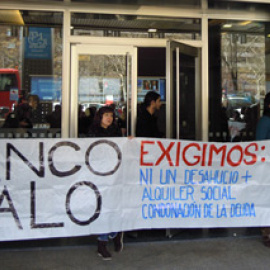 NCO
ALO
EXIGIMOS:
NI UN DESAHUCIO +
ALQUILER SOCIAL
CONDONACIÓN DE LA DEUDA